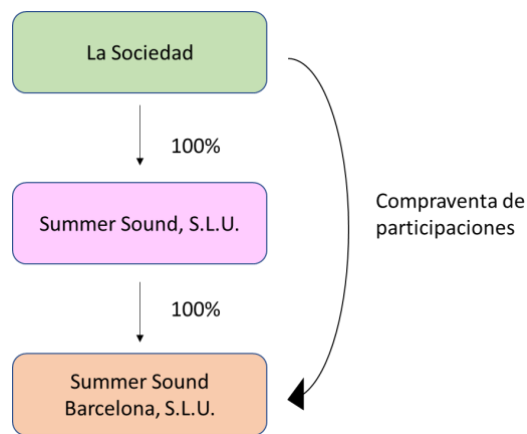 La Sociedad
100%
Summer Sound, S.L.U.
Compraventa de
participaciones
100%
Summer Sound
Barcelona, S.L.U.